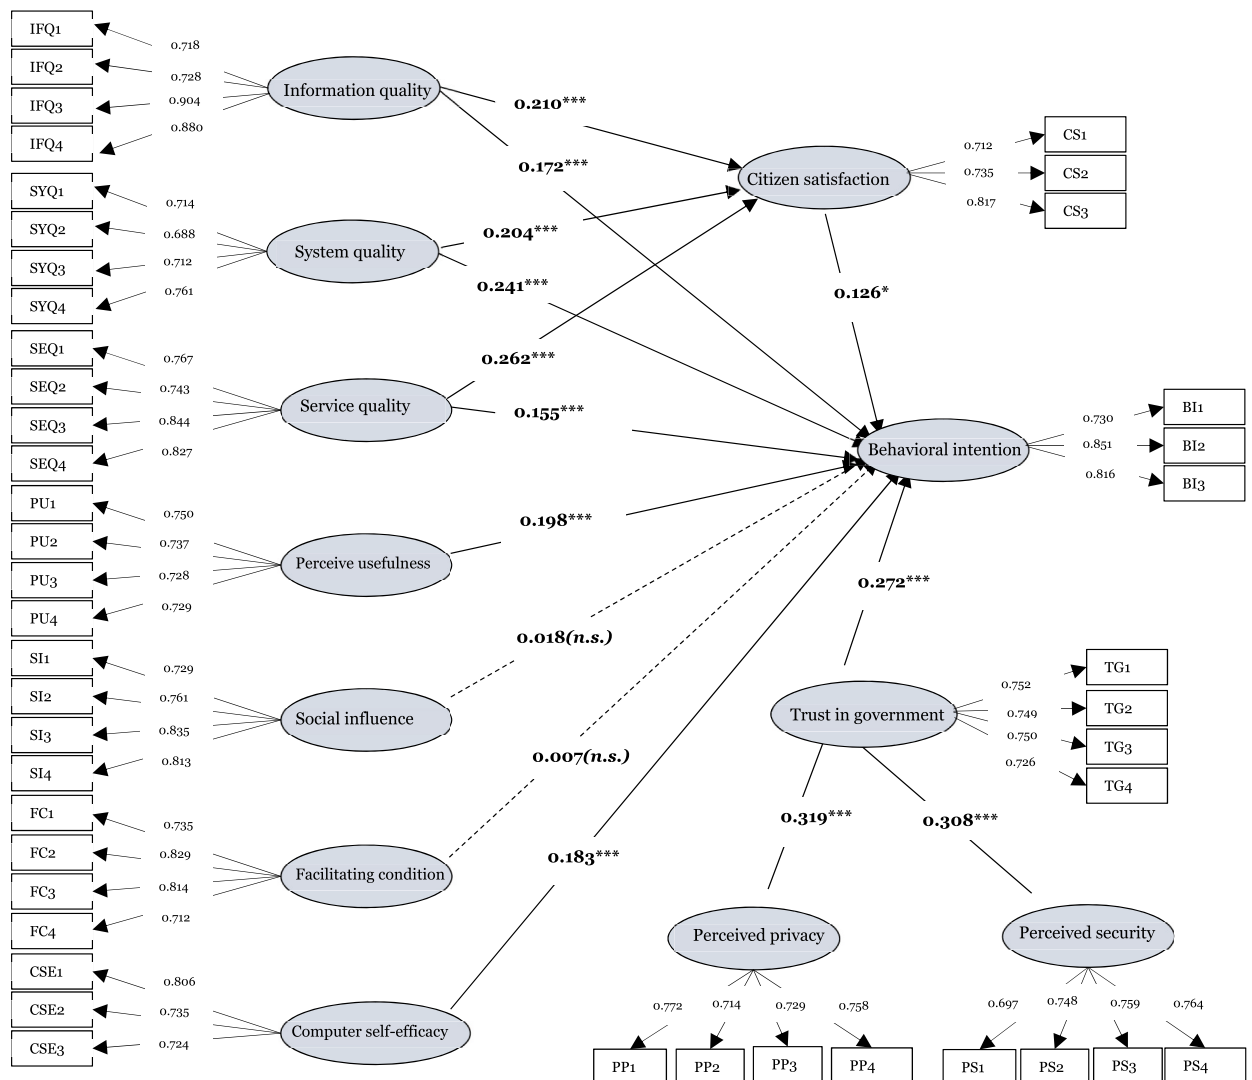 IFQ1
0.718
IFQ2
0.728
IFQ3
0.904
IFQ4
0.880
Information quality
0.210***
0.172***
SYQ1
0.714
SYQ2
0.688
SYQ3
0.712
SYQ4
0.761
System quality
0.204***
0.241***
SEQ1
0.767
SEQ2
0.743
SEQ3
0.844
SEQ4
0.827
Service quality
0.262***
0.155***
PU1
0.750
PU2
0.737
PU3
0.728
PU4
0.729
Perceive usefulness
0.198***
SI1
0.729
SI2
0.761
SI3
0.835
SI4
0.813
Social influence
0.018(n.s.)
FC1
0.735
FC2
0.829
FC3
0.814
FC4
0.712
Facilitating condition
0.007(n.s.)
CSE1
0.806
CSE2
0.735
CSE3
0.724
Computer self-efficacy
0.183***
Citizen satisfaction
0.712
CS1
0.735
CS2
0.817
CS3
0.126*
Behavioral intention
0.730
BI1
0.851
BI2
0.816
BI3
0.272***
Trust in government
0.752
TG1
0.749
TG2
0.750
TG3
0.726
TG4
0.319***
0.308***
Perceived privacy
0.772
0.714
0.729
0.758
PP1
PP2
PP3
PP4
Perceived security
0.697
0.748
0.759
0.764
PS1
PS2
PS3
PS4